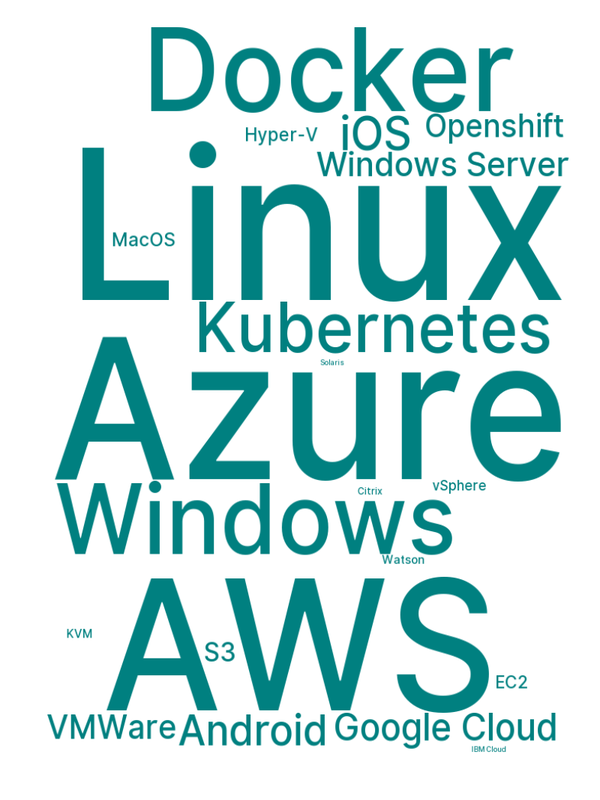 Docker
Hyper-V
iOS
Openshift
Windows Server
Linux
MacOS
Kubernetes
Solaris
Azure
Windows
Citrix
vSphere
Watson
AWS
KVM
S3
EC2
VMWare
Android
Google Cloud
IBM Cloud